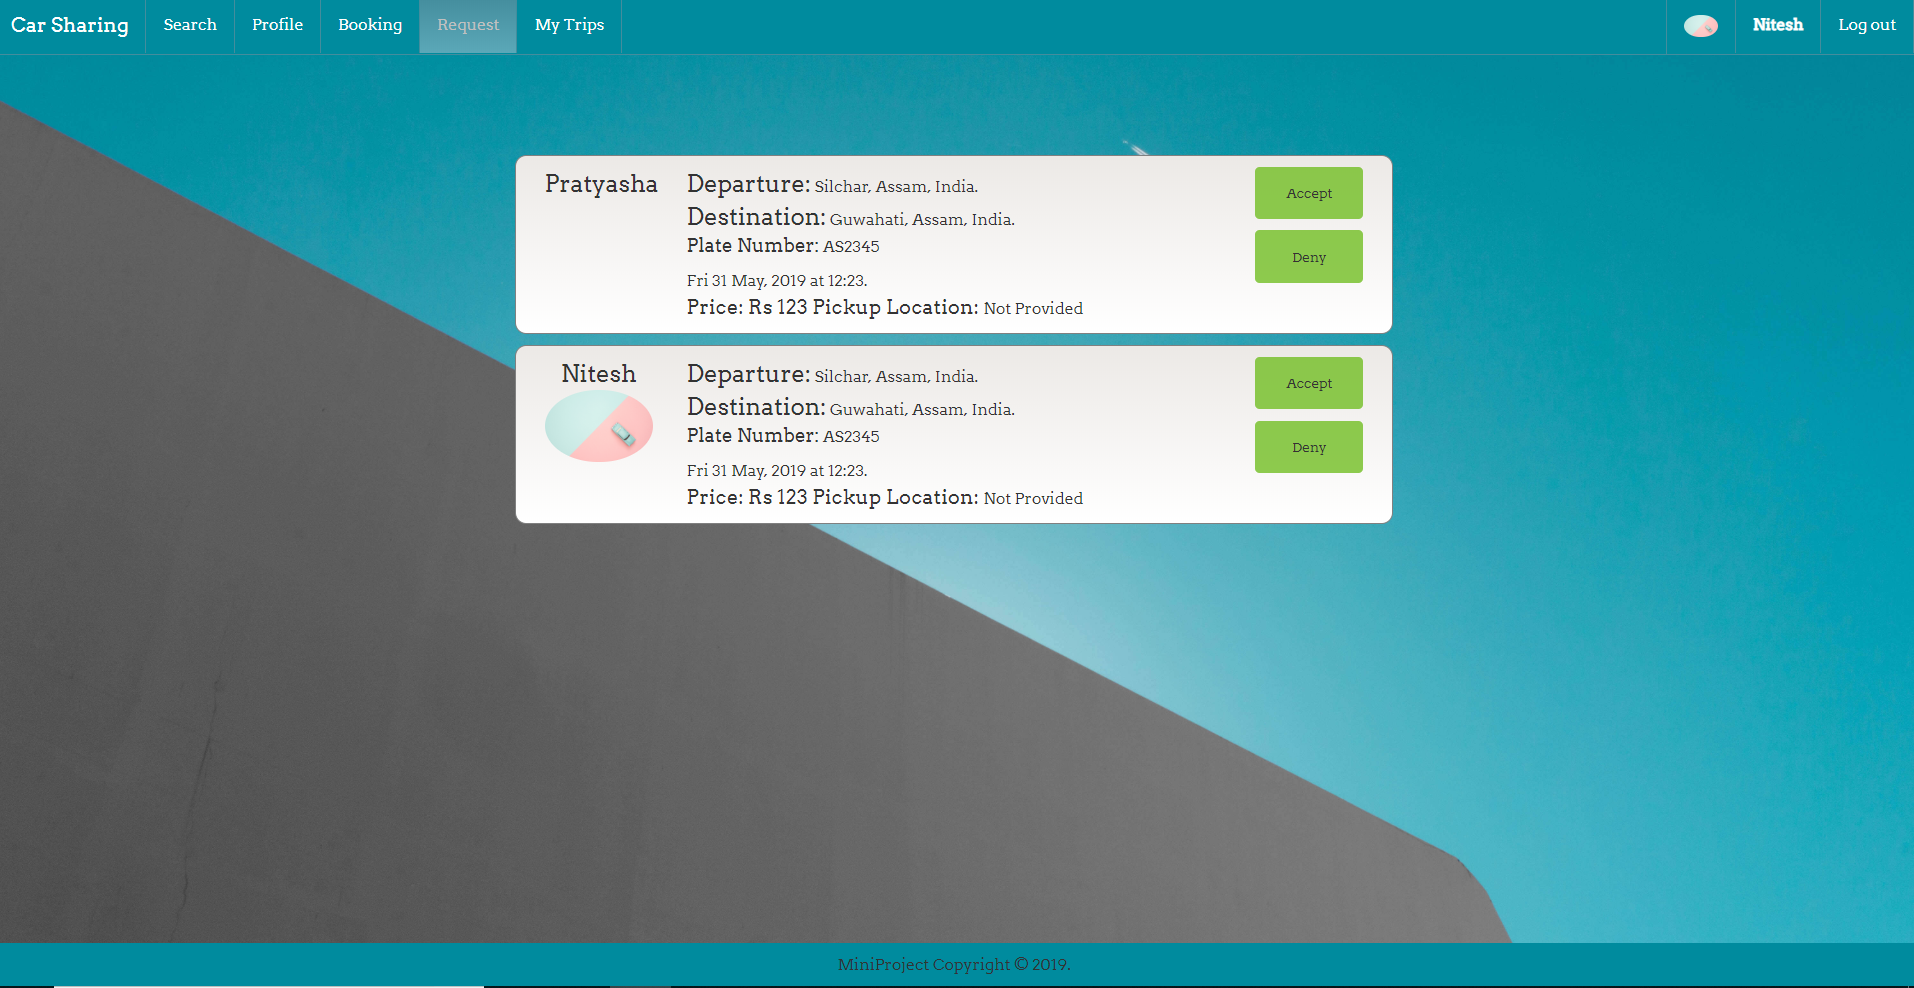 Car Sharing Search Profile Booking Request My Trips Nitesh Log out
Pratyasha
Departure: Silchar, Assam, India.
Destination: Guwahati, Assam, India.
Plate Number: AS2345
Fri 31 May, 2019 at 12:23.
Price: Rs 123 Pickup Location: Not Provided
Accept
Deny
Nitesh
Departure: Silchar, Assam, India.
Destination: Guwahati, Assam, India.
Plate Number: AS2345
Fri 31 May, 2019 at 12:23.
Price: Rs 123 Pickup Location: Not Provided
Accept
Deny
MiniProject Copyright © 2019.